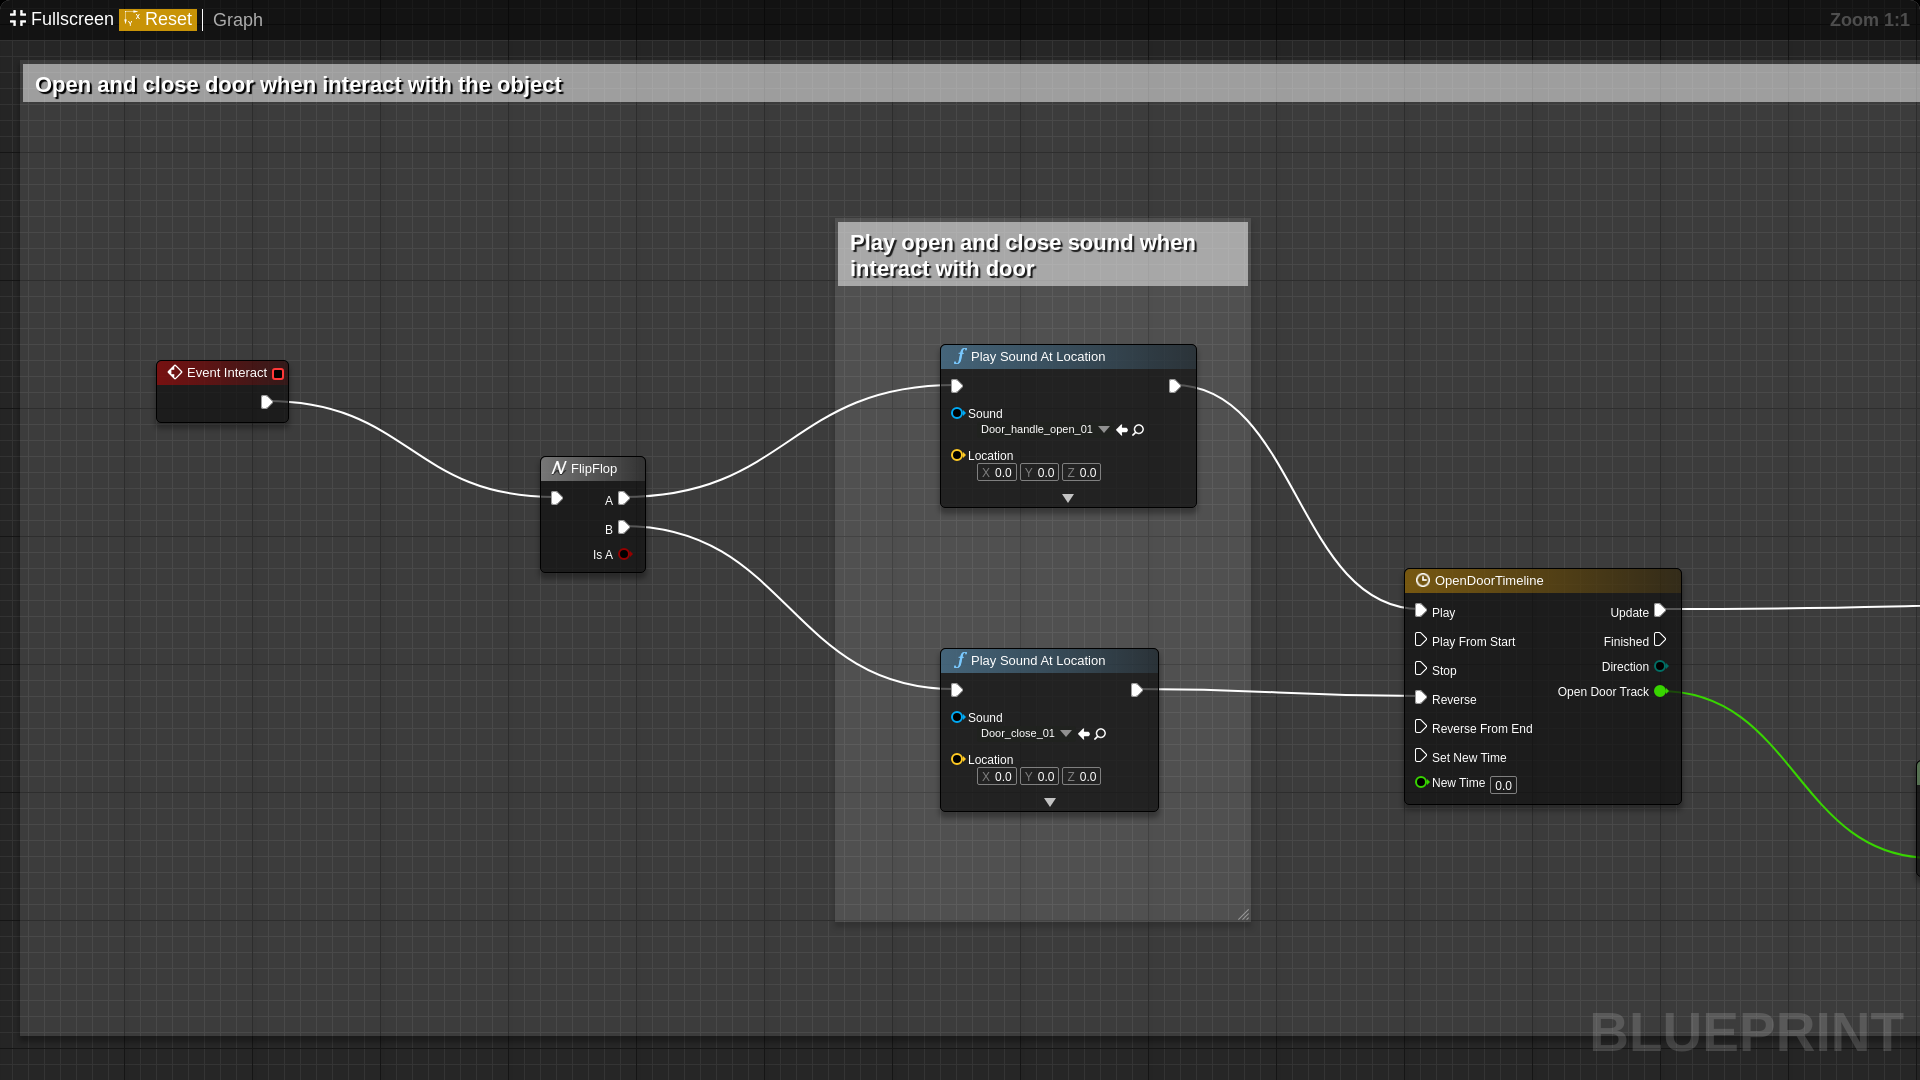 Fullscreen Reset Graph
Zoom 1:1
Open and close door when interact with the object
Play open and close sound when
interact with door
Event Interact
FlipFlop
A
B
Is A
Play Sound At Location
Sound
Door_handle_open_01
Location
X 0.0 Y 0.0 Z 0.0
Play Sound At Location
Sound
Door_close_01
Location
X 0.0 Y 0.0 Z 0.0
OpenDoorTimeline
Play Update
Play From Start Finished
Stop Direction
Reverse Open Door Track
Reverse From End
Set New Time
New Time 0.0
BLUEPRINT